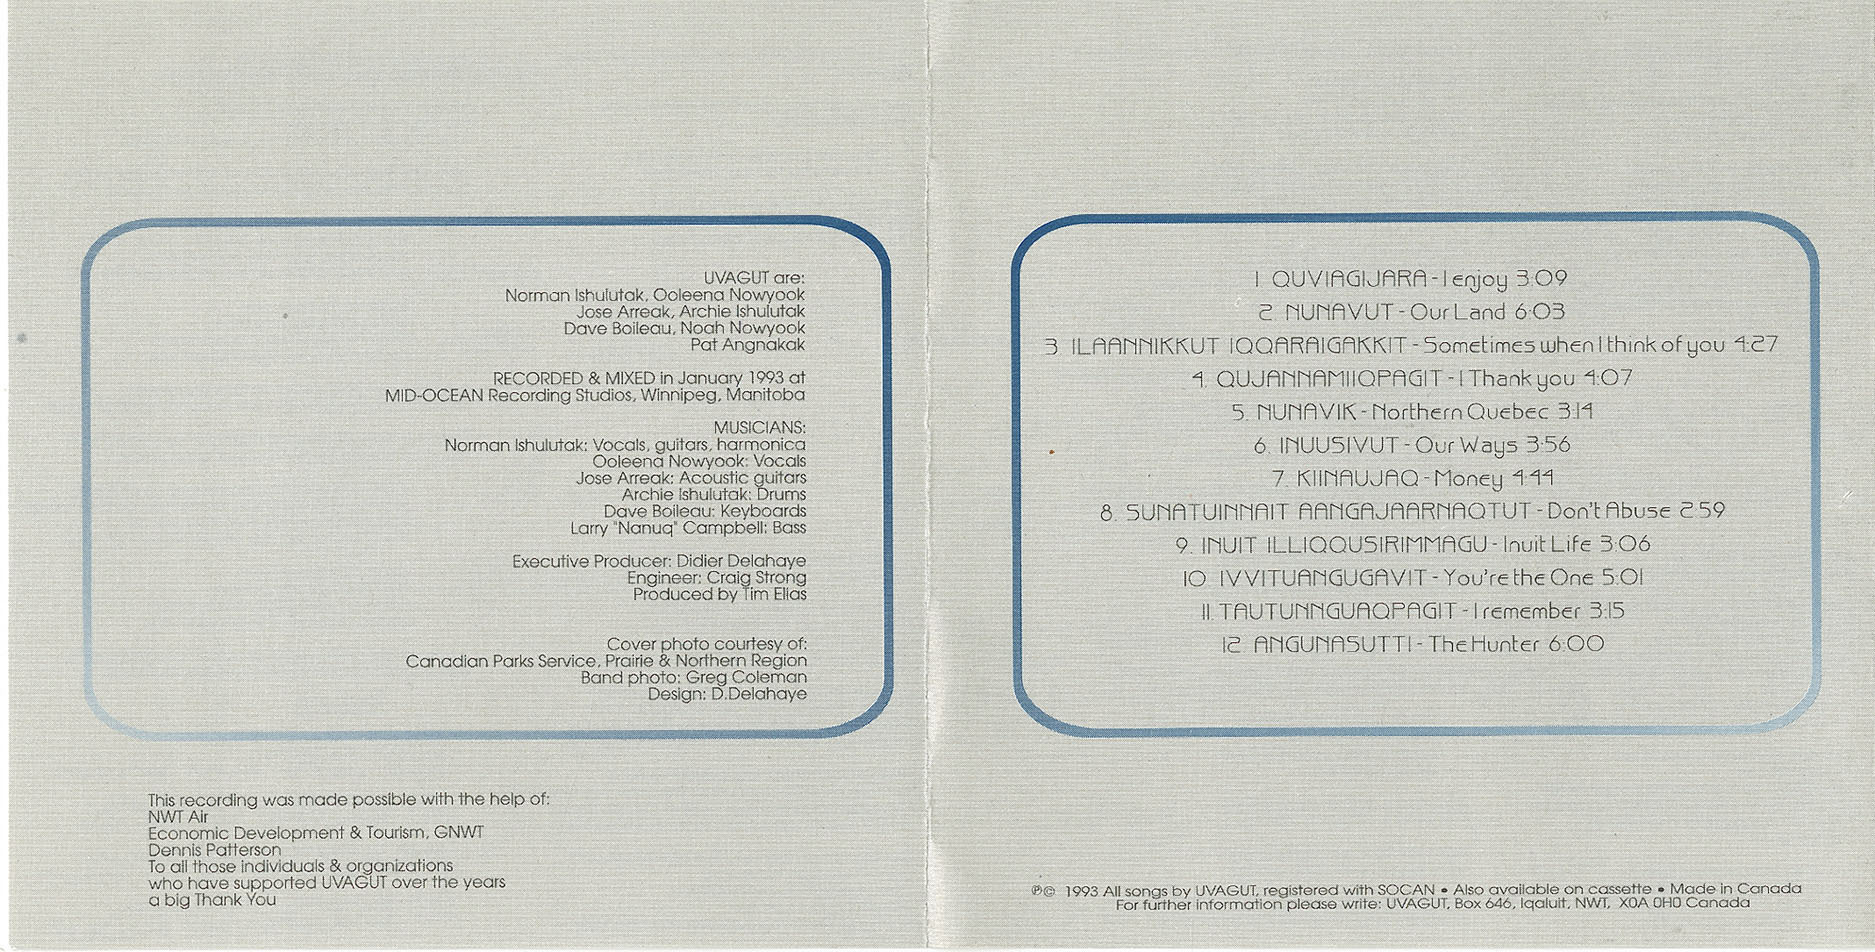 UVAGUT are:
Norman Ishulutak, Ooleena Nowyook
Jose Arreak, Archie Ishulutak
Dave Boileau, Noah Nowyook
Pat Angnakak
RECORDED & MIXED in January 1993 at
MID-OCEAN Recording Studios, Winnipeg, Manitoba
MUSICIANS:
Norman Ishulutak: Vocals, guitars, harmonica
Ooleena Nowyook: Vocals
Jose Arreak: Acoustic guitars
Archie Ishulutak: Drums
Dave Boileau: Keyboards
Larry "Nanuq" Campbell: Bass
Executive Producer: Didier Delahaye
Engineer: Craig Strong
Produced by Tim Elias
Cover photo courtesy of:
Canadian Parks Service, Prairie & Northern Region
Band photo: Greg Coleman
Design: D.Delahaye
This recording was made possible with the help of:
NWT Air
Economic Development & Tourism, GNWT
Dennis Patterson
To all those individuals & organizations
who have supported UVAGUT over the years
a big Thank You
1 QUVIAGIJARA - I enjoy 3:09
2. NUNAVUT - Our Land 6:03
3 ILAANNIKKUT IQQARAIGAKKIT - Sometimes when I think of you 4:27
4. QUJANNAMIIQPAGIT - I Thank you 4:07
5. NUNAVIK - Northern Quebec 3:14
6. INUUSIVUT - Our Ways 3:56
7 KIINAUJAQ - Money 4:44
8. SUNATUINNAIT AANGAJAARNAQTUT - Don't Abuse 2:59
9. INUIT ILLIQQUSIRIMMAGU - Inuit Life 3:06
10 IVVITUANGUGAVIT - You're the One 5:01
11. TAUTUNNGUAQPAGIT - I remember 3:15
12 ANGUNASUTTI - The Hunter 6:00
℗© 1993 All songs by UVAGUT, registered with SOCAN • Also available on cassette • Made in Canada
For further information please write: UVAGUT, Box 646, Iqaluit, NWT, X0A 0H0 Canada